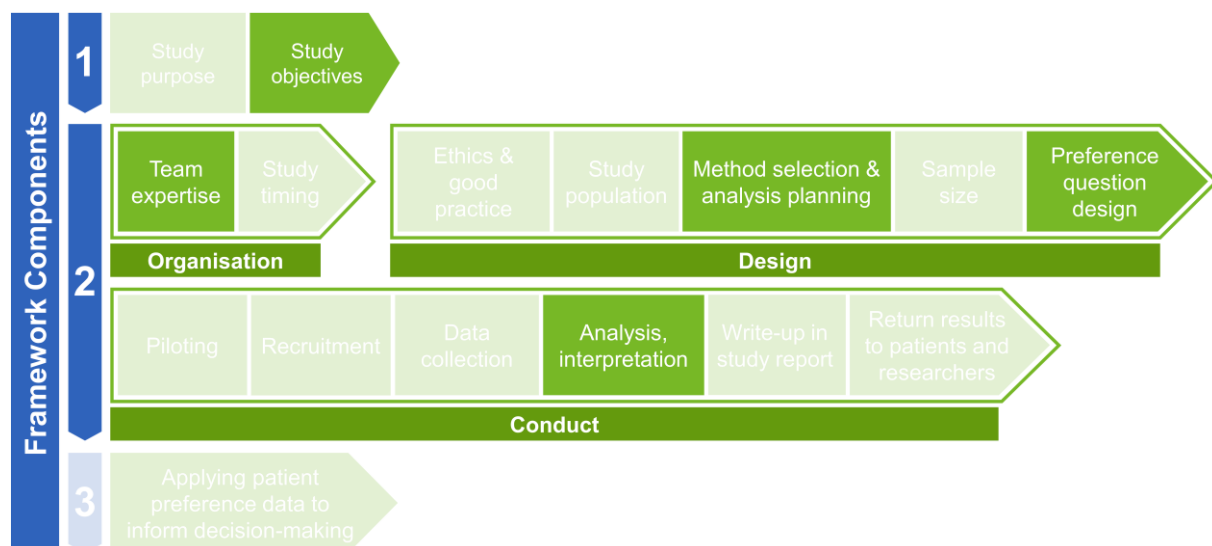 Framework Components
1
Study
purpose
Study
objectives
2
Team
expertise
Study
timing
Organisation
Ethics &
good
practice
Study
population
Method selection &
analysis planning
Sample
size
Preference
question
design
Design
Piloting
Recruitment
Data
collection
Analysis,
interpretation
Write-up in
study report
Return results
to patients and
researchers
Conduct
3
Applying patient
preference data to
inform decision-making